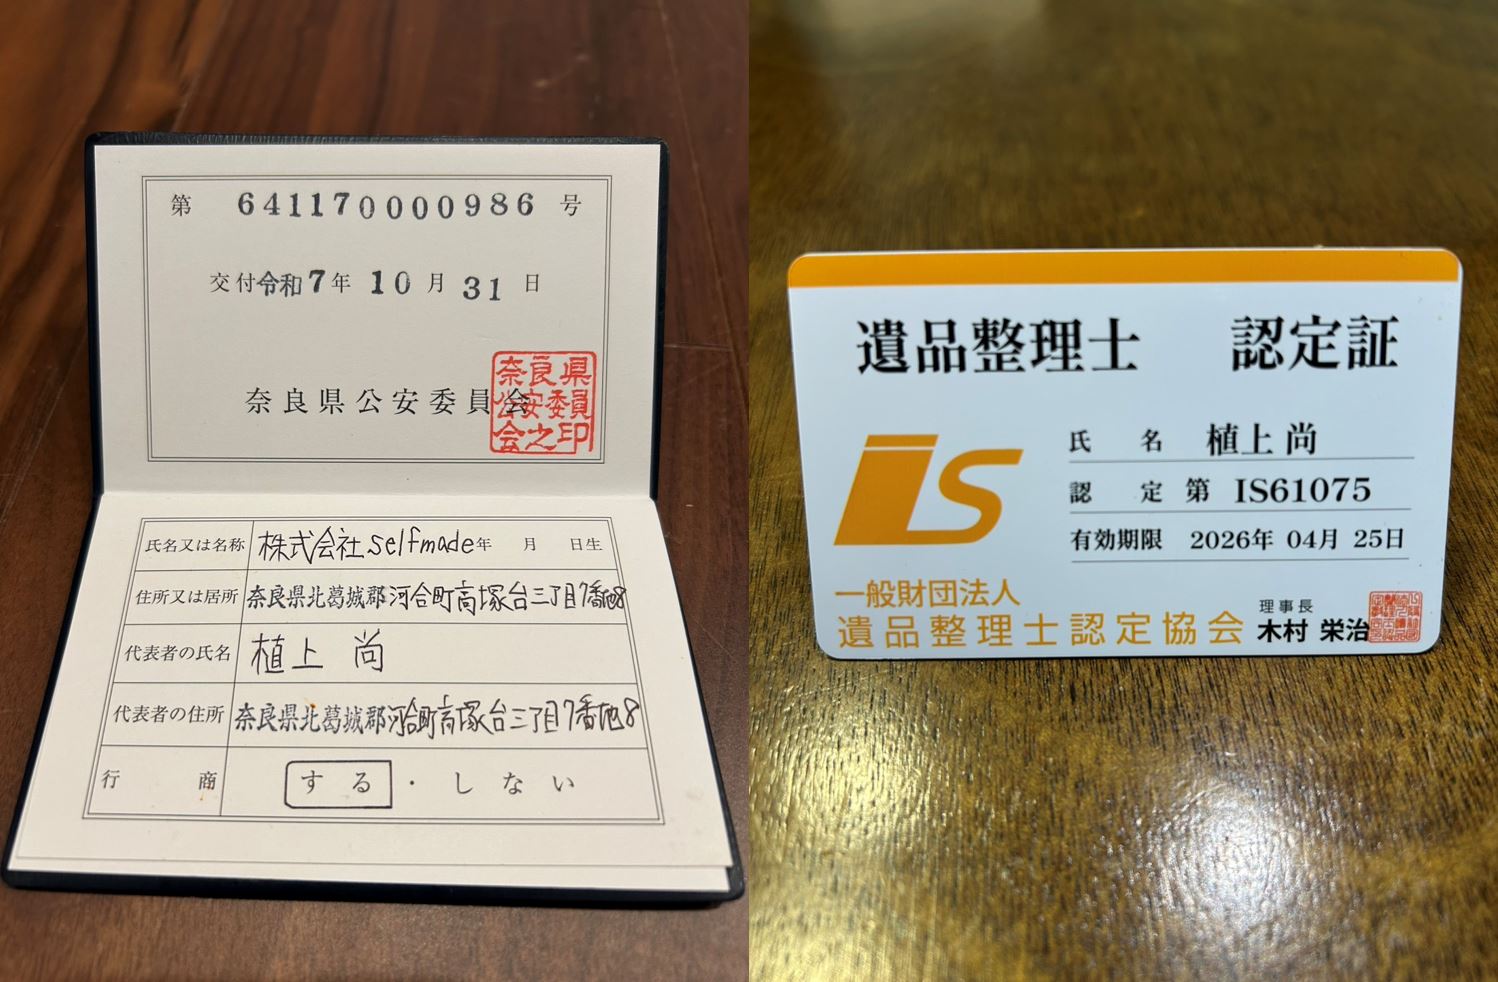 第 641170000986 号
交付令和7年 10月 31日
奈良県公安委員会
奈良県
公安委員
会之印
氏名又は名称 株式会社selfmade 年 月 日生
住所又は居所 奈良県北葛城郡河合町高塚台三丁目7番地8
代表者の氏名 植上 尚
代表者の住所 奈良県北葛城郡河合町高塚台三丁目7番地8
行商 する・しない
遺品整理士 認定証
is
氏名 植上 尚
認定 第 IS61075
有効期限 2026年 04月 25日
一般財団法人
遺品整理士認定協会
理事長
木村 栄治